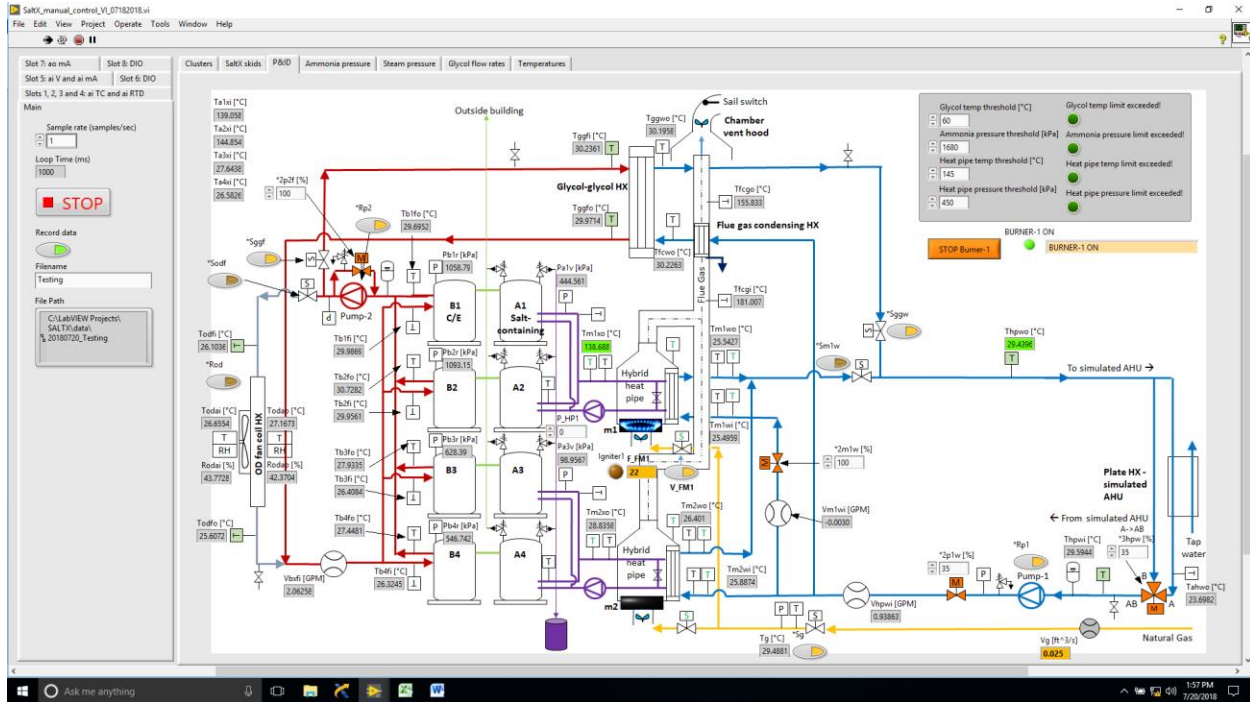 SaltX_manual_control_VI_07182018.vi
File Edit View Project Operate Tools Window Help
Slot 7: ao mA Slot 8: DIO
Slot 5: ai V and ai mA Slot 6: DIO
Slots 1, 2, 3 and 4: ai TC and ai RTD
Main
Sample rate (samples/sec)
1
Loop Time (ms)
1000
STOP
Record data
Filename
Testing
File Path
C:\LabVIEW Projects\
SALTX\data\
20180720_Testing
Clusters SaltX skids P&ID Ammonia pressure Steam pressure Glycol flow rates Temperatures
Ta1xi [°C]
139.058
Ta2xi [°C]
144.854
Ta3xi [°C]
27.6438
Ta4xi [°C]
26.5826
*2p2f [%]
100
*Rp2
*Sggf
*Sodf
Pump-2
Todfi [°C]
26.1036
*Rod
Todai [°C]
26.6554
Todap [°C]
27.1673
T
RH
T
RH
Rodai [%]
43.7728
Rodap [%]
42.3704
OD fan coil HX
Todfo [°C]
25.6072
Vbxfi [GPM]
2.06258
Outside building
Tb1fo [°C]
29.6952
Pb1r [kPa]
1058.79
Tb1fi [°C]
29.9869
Pb2r [kPa]
1093.15
Tb2fo [°C]
30.7282
Tb2fi [°C]
29.9561
Pb3r [kPa]
628.39
Tb3fo [°C]
27.9335
Tb3fi [°C]
26.4084
Pb4r [kPa]
546.742
Tb4fo [°C]
27.4481
Tb4fi [°C]
26.3245
B1
C/E
B2
B3
B4
A1
Salt-
containing
A2
A3
A4
Pa1v [kPa]
444.561
P_HP1
0
Pa3v [kPa]
98.9567
Tggfi [°C]
30.2361
Glycol-glycol HX
Tggfo [°C]
29.9714
Tggwo [°C]
30.1958
Sail switch
Chamber
vent hood
Tfcgo [°C]
155.833
Flue gas condensing HX
Tfcwo [°C]
30.2263
Flue Gas
Tfcgi [°C]
181.007
Tm1xo [°C]
138.688
Tm1wo [°C]
25.5427
Hybrid
heat
pipe
m1
Tm1wi [°C]
25.4959
Igniter1
F_FM1
22
V_FM1
Tm2xo [°C]
28.8358
Tm2wo [°C]
26.401
Hybrid
heat
pipe
m2
Tm2wi [°C]
25.8874
Tg [°C]
29.4881
*Sg
*Sm1w
*Sggw
*2m1w [%]
100
Vm1wi [GPM]
-0.0030
Vhpwi [GPM]
0.93863
*2p1w [%]
35
*Rp1
Pump-1
Thpwi [°C]
29.5944
A->AB
*3hpw [%]
35
B
AB
M
A
Thpwo [°C]
29.4396
To simulated AHU →
Plate HX -
simulated
AHU
← From simulated AHU
Tap
water
Tahwo [°C]
23.6982
Natural Gas
Vg [ft^3/s]
0.025
Glycol temp threshold [°C]
60
Glycol temp limit exceeded!
Ammonia pressure threshold [kPa]
1680
Ammonia pressure limit exceeded!
Heat pipe temp threshold [°C]
145
Heat pipe temp limit exceeded!
Heat pipe pressure threshold [kPa]
450
Heat pipe pressure limit exceeded!
STOP Burner-1
BURNER-1 ON
BURNER-1 ON
Ask me anything
1:57 PM
7/20/2018